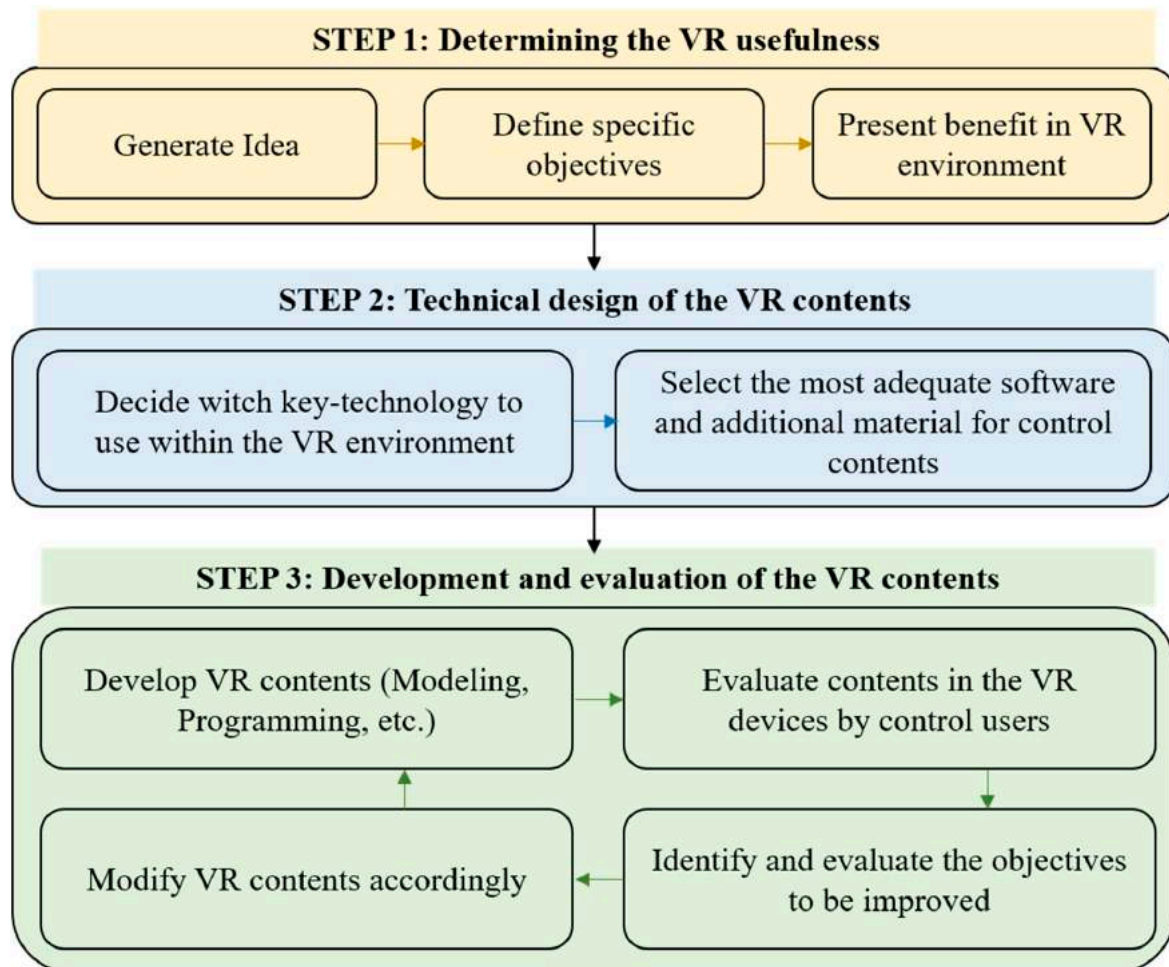 STEP 1: Determining the VR usefulness
Generate Idea
Define specific
objectives
Present benefit in VR
environment
STEP 2: Technical design of the VR contents
Decide witch key-technology to
use within the VR environment
Select the most adequate software
and additional material for control
contents
STEP 3: Development and evaluation of the VR contents
Develop VR contents (Modeling,
Programming, etc.)
Evaluate contents in the VR
devices by control users
Modify VR contents accordingly
Identify and evaluate the objectives
to be improved